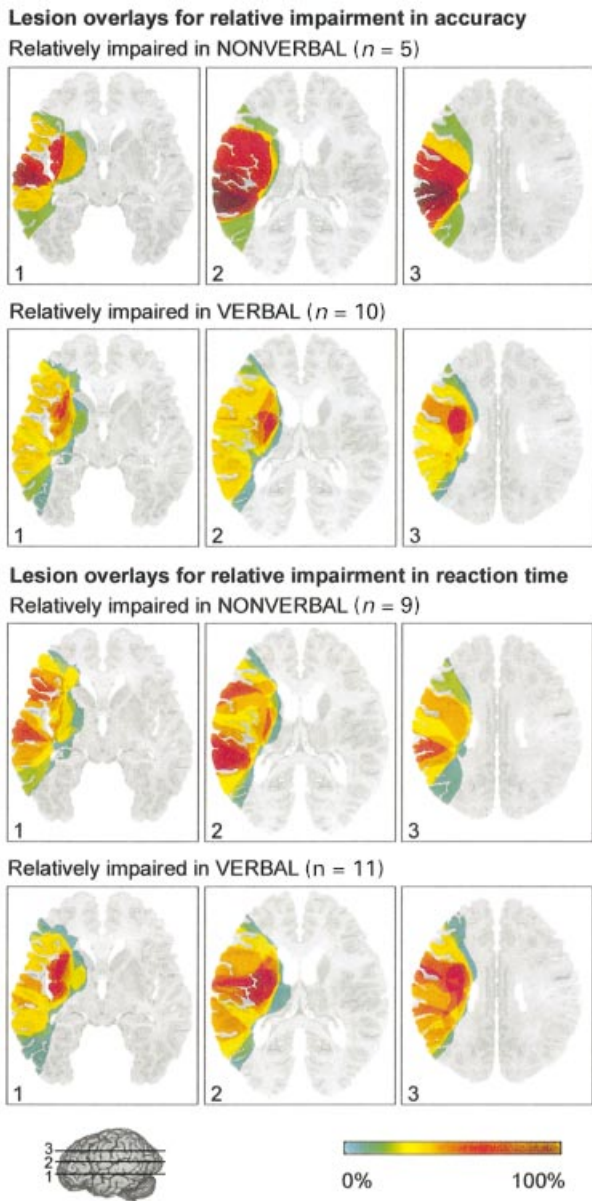 Lesion overlays for relative impairment in accuracy
Relatively impaired in NONVERBAL (n = 5)
1 2 3
Relatively impaired in VERBAL (n = 10)
1 2 3
Lesion overlays for relative impairment in reaction time
Relatively impaired in NONVERBAL (n = 9)
1 2 3
Relatively impaired in VERBAL (n = 11)
1 2 3
3
2
1
0% 100%